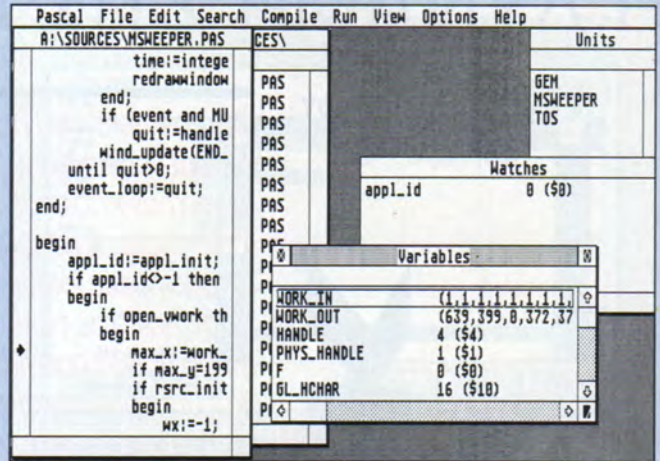 Pascal File Edit Search Compile Run View Options Help
A:\SOURCES\MSWEEPER.PAS
time:=intege
redrawwindow
end;
if (event and MU
quit:=handle
wind_update(END_
until quit>0;
event_loop:=quit;
end;
begin
appl_id:=appl_init;
if appl_id<>-1 then
begin
if open_vwork th
begin
max_x:=work_
if max_y=199
if rsrc_init
begin
wx:=-1;
CES\
PAS
PAS
PAS
PAS
PAS
PAS
PAS
PAS
Units
GEM
MSWEEPER
TOS
Watches
appl_id 0 ($0)
Variables
WORK_IN (1,1,1,1,1,1,1,1,
WORK_OUT (639,399,0,372,37
HANDLE 4 ($4)
PHYS_HANDLE 1 ($1)
F 0 ($0)
GL_HCHAR 16 ($10)